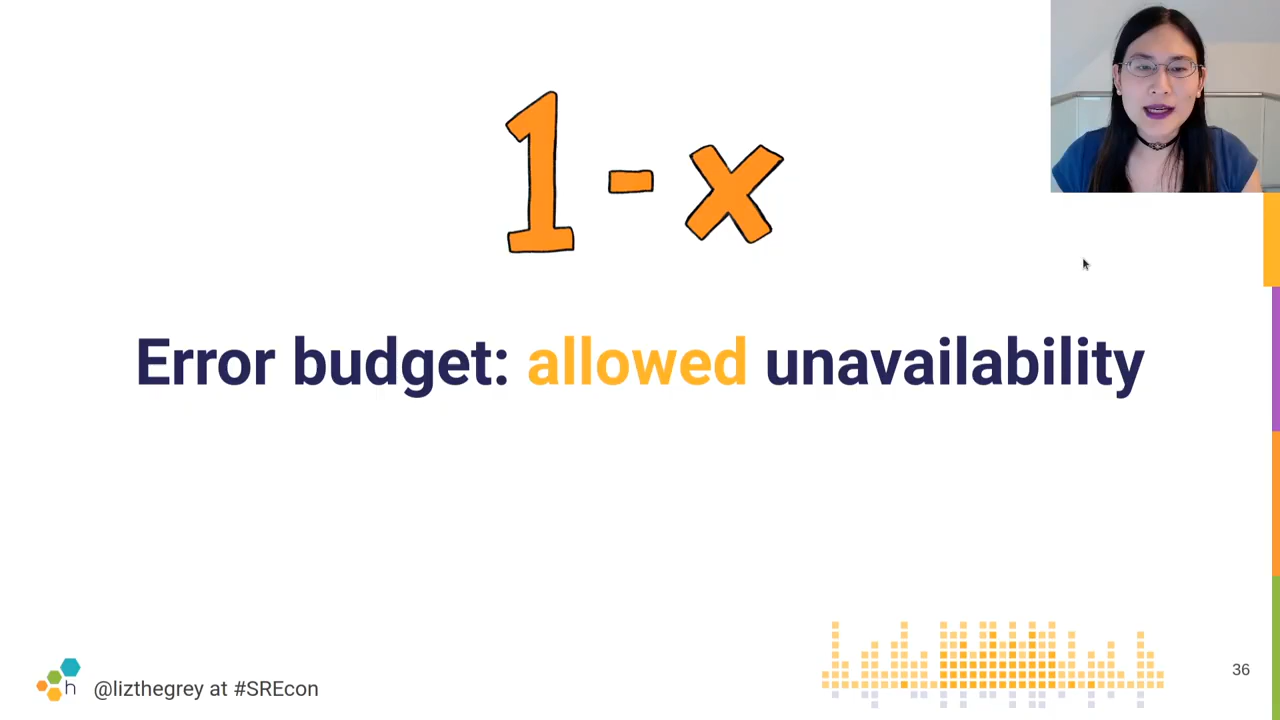 1 - x
Error budget: allowed unavailability
h
@lizthegrey at #SREcon
36